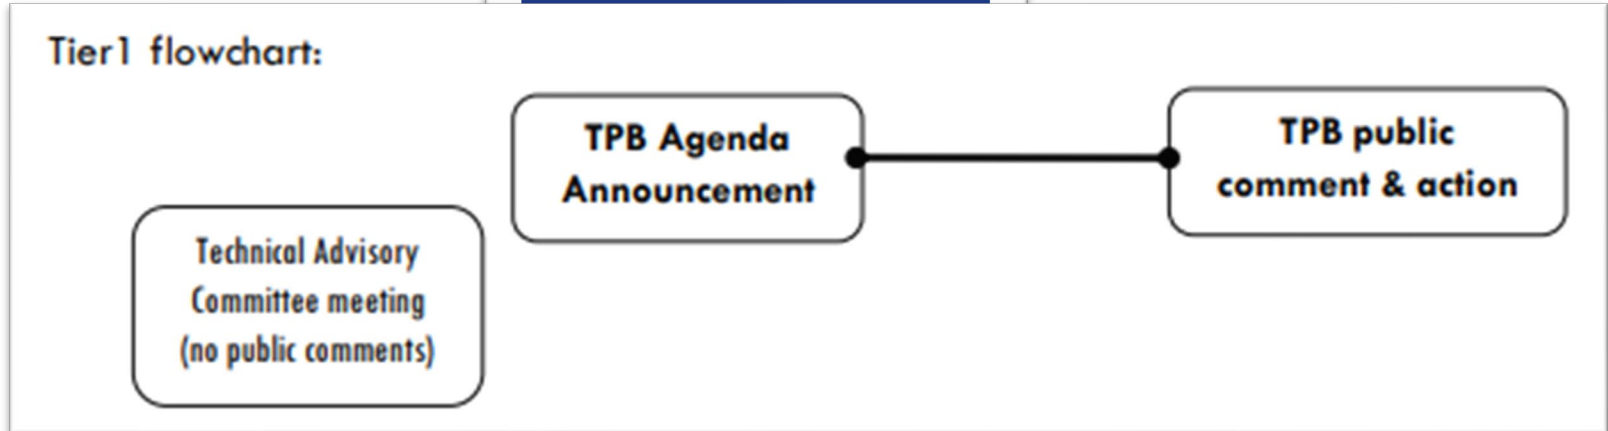 Tier1 flowchart:
TPB Agenda
Announcement
TPB public
comment & action
Technical Advisory
Committee meeting
(no public comments)